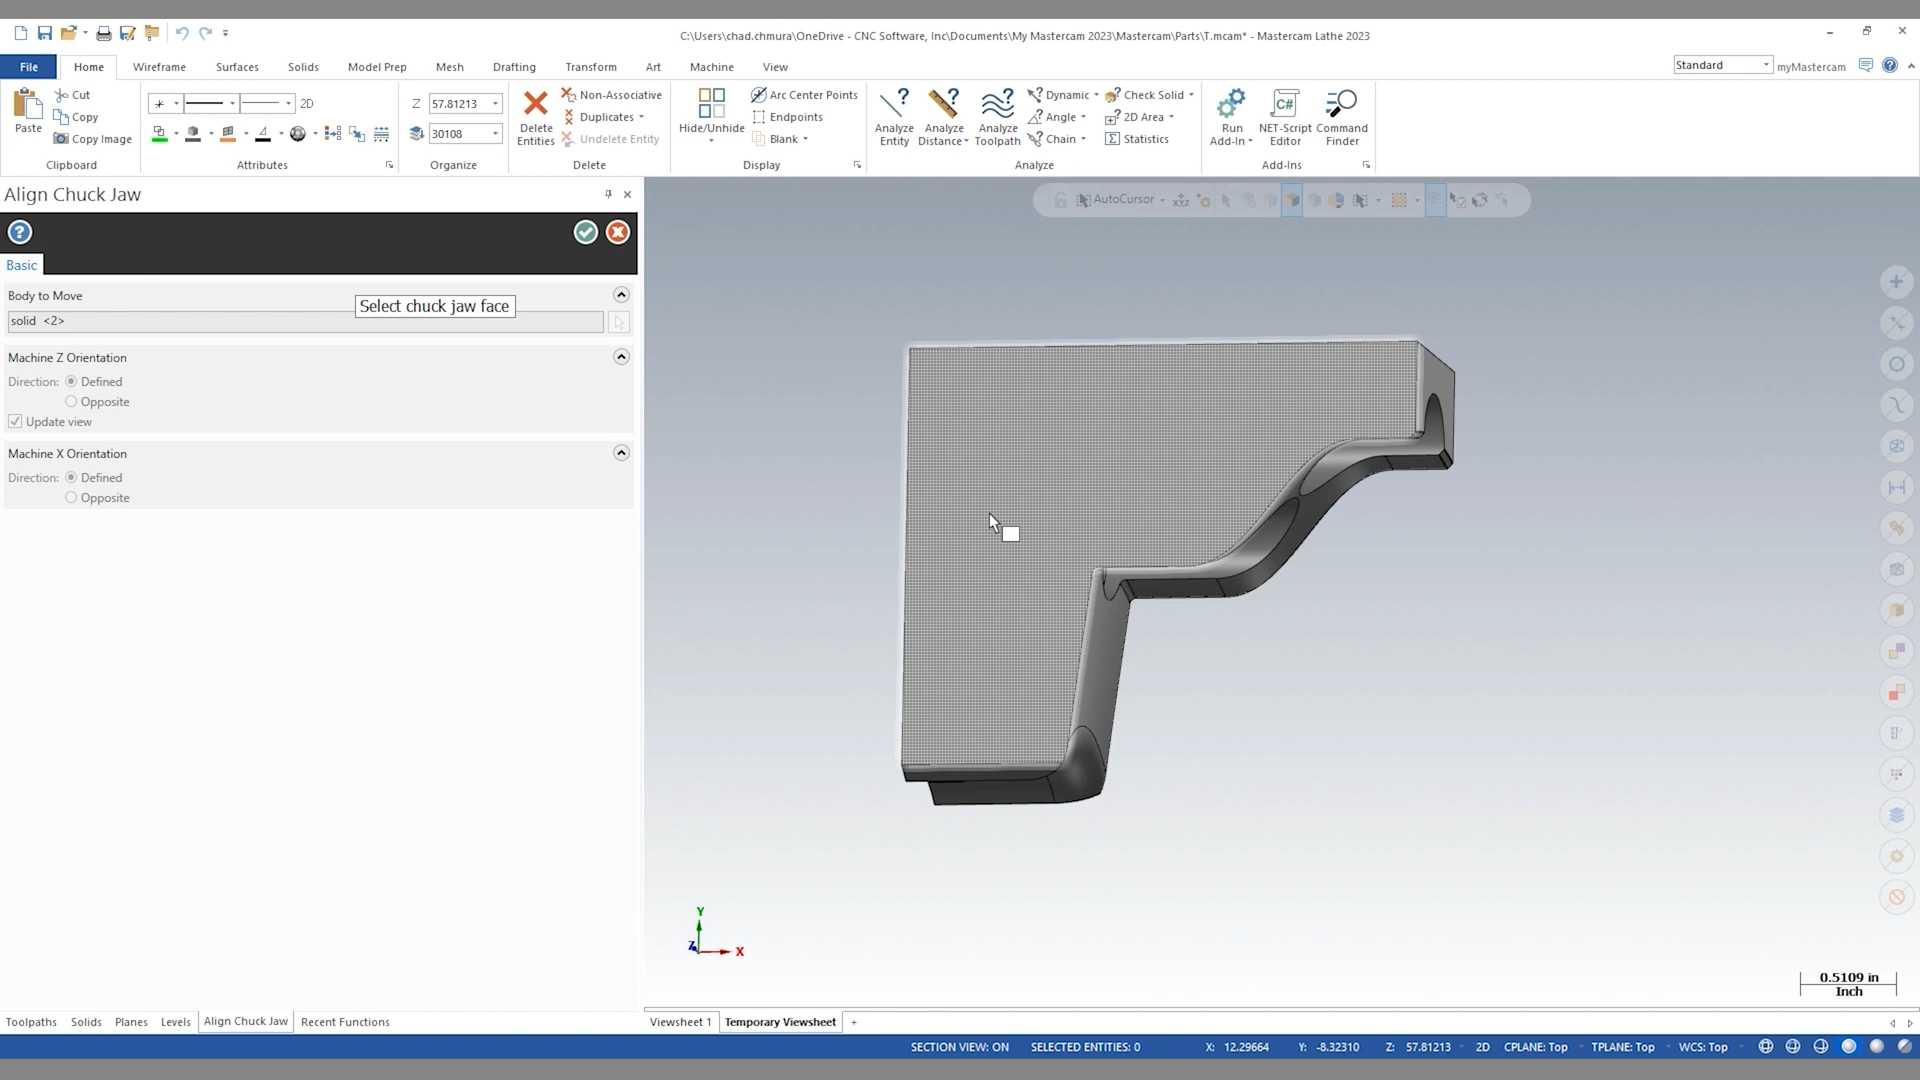 C:\Users\chad.chmura\OneDrive - CNC Software, Inc\Documents\My Mastercam 2023\Mastercam\Parts\T.mcam* - Mastercam Lathe 2023
File Home Wireframe Surfaces Solids Model Prep Mesh Drafting Transform Art Machine View
Standard myMastercam
Paste
Cut
Copy
Copy Image
Clipboard
2D
Attributes
Z 57.81213
30108
Organize
Delete Entities
Non-Associative
Duplicates
Undelete Entity
Delete
Hide/Unhide
Arc Center Points
Endpoints
Blank
Display
Analyze Entity
Analyze Distance
Analyze Toolpath
Dynamic
Angle
Chain
Check Solid
2D Area
Statistics
Analyze
Run Add-In
C#
NET-Script Editor
Command Finder
Add-Ins
Align Chuck Jaw
Basic
Body to Move
Select chuck jaw face
solid <2>
Machine Z Orientation
Direction: Defined
Opposite
Update view
Machine X Orientation
Direction: Defined
Opposite
AutoCursor
Y
Z
X
0.5109 in
Inch
Toolpaths Solids Planes Levels Align Chuck Jaw Recent Functions
Viewsheet 1 Temporary Viewsheet +
SECTION VIEW: ON SELECTED ENTITIES: 0 X: 12.29664 Y: -8.32310 Z: 57.81213 2D CPLANE: Top TPLANE: Top WCS: Top